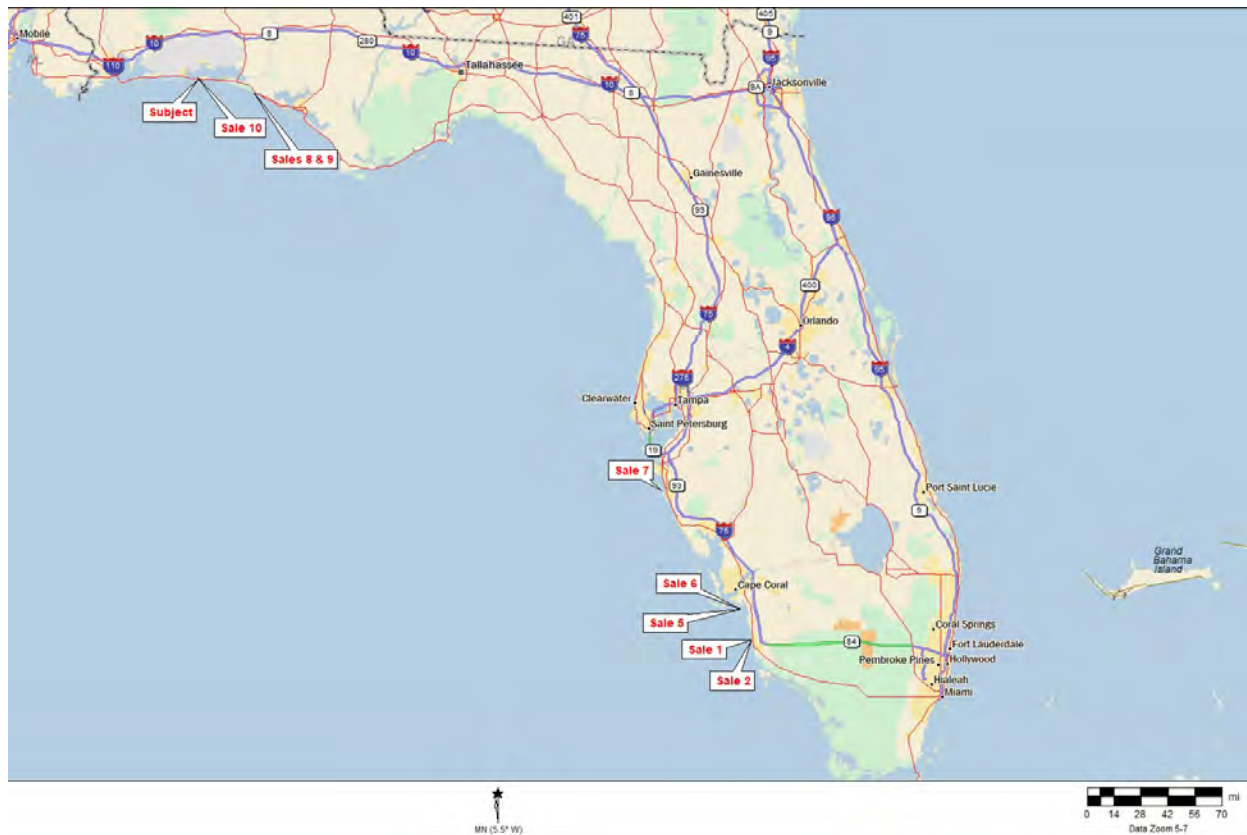 401
75
405
9
95
Mobile
10
8
280
10
110
Tallahassee
10
8
9A
Jacksonville
Subject
Sale 10
Sales 8 & 9
Gainesville
93
95
400
75
Orlando
4
95
275
Clearwater
Tampa
Saint Petersburg
19
Sale 7
93
Port Saint Lucie
9
75
Grand
Bahama
Island
Sale 6
Cape Coral
Sale 5
Coral Springs
Sale 1
84
Fort Lauderdale
Pembroke Pines
Hollywood
Sale 2
Hialeah
Miami
MN (5.5° W)
mi
0 14 28 42 56 70
Data Zoom 5-7